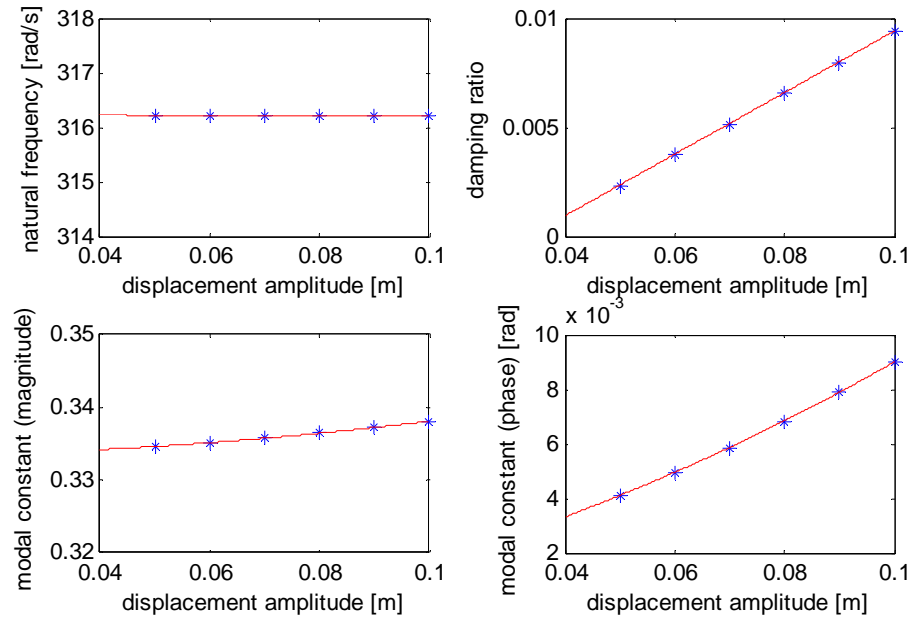 318
317
316
315
314
natural frequency [rad/s]
0.04 0.06 0.08 0.1
displacement amplitude [m]
0.01
0.005
0
damping ratio
0.04 0.06 0.08 0.1
displacement amplitude [m]
0.35
0.34
0.33
0.32
modal constant (magnitude)
0.04 0.06 0.08 0.1
displacement amplitude [m]
x 10-3
10
8
6
4
2
modal constant (phase) [rad]
0.04 0.06 0.08 0.1
displacement amplitude [m]